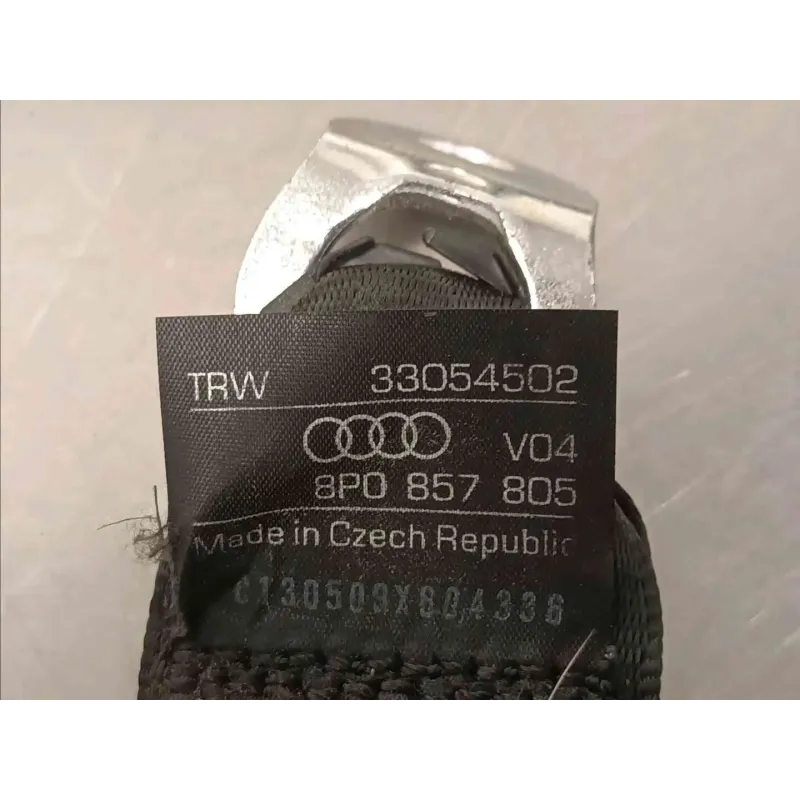 TRW 33054502
V04
8P0 857 805
Made in Czech Republic